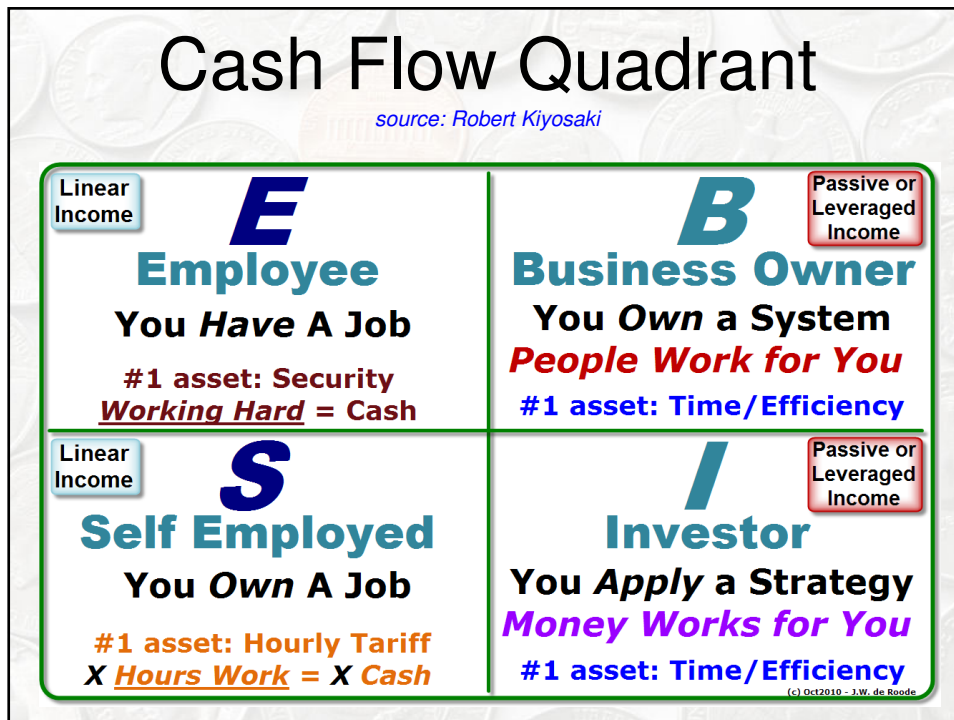 Cash Flow Quadrant
source: Robert Kiyosaki
Linear
Income
E
Employee
You Have A Job
#1 asset: Security
Working Hard = Cash
Passive or
Leveraged
Income
B
Business Owner
You Own a System
People Work for You
#1 asset: Time/Efficiency
Linear
Income
S
Self Employed
You Own A Job
#1 asset: Hourly Tariff
X Hours Work = X Cash
Passive or
Leveraged
Income
I
Investor
You Apply a Strategy
Money Works for You
#1 asset: Time/Efficiency
(c) Oct2010 - J.W. de Roode